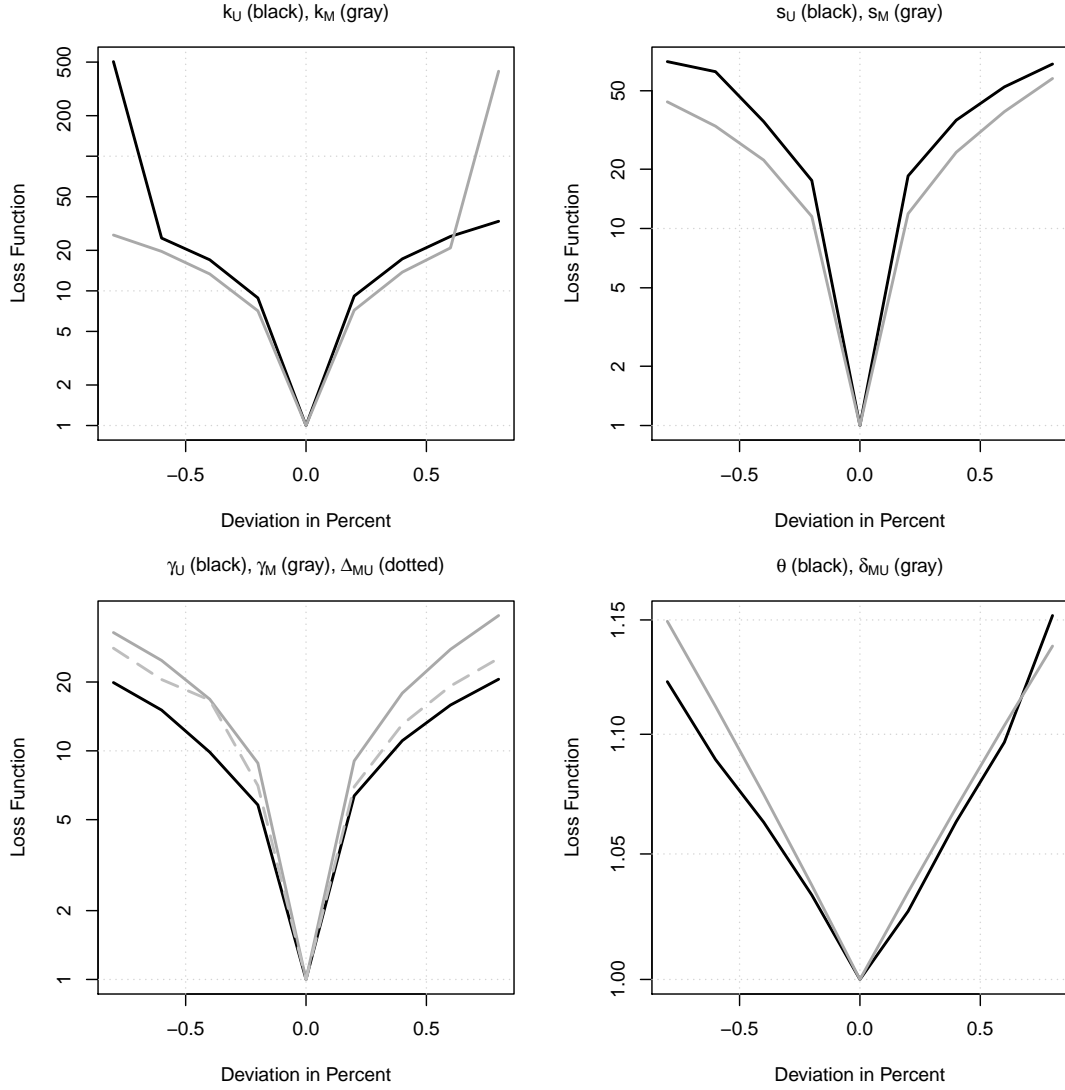 k_U (black), k_M (gray)
Loss Function
500
200
50
20
10
5
2
1
−0.5 0.0 0.5
Deviation in Percent
s_U (black), s_M (gray)
Loss Function
50
20
10
5
2
1
−0.5 0.0 0.5
Deviation in Percent
γ_U (black), γ_M (gray), Δ_MU (dotted)
Loss Function
20
10
5
2
1
−0.5 0.0 0.5
Deviation in Percent
θ (black), δ_MU (gray)
Loss Function
1.15
1.10
1.05
1.00
−0.5 0.0 0.5
Deviation in Percent